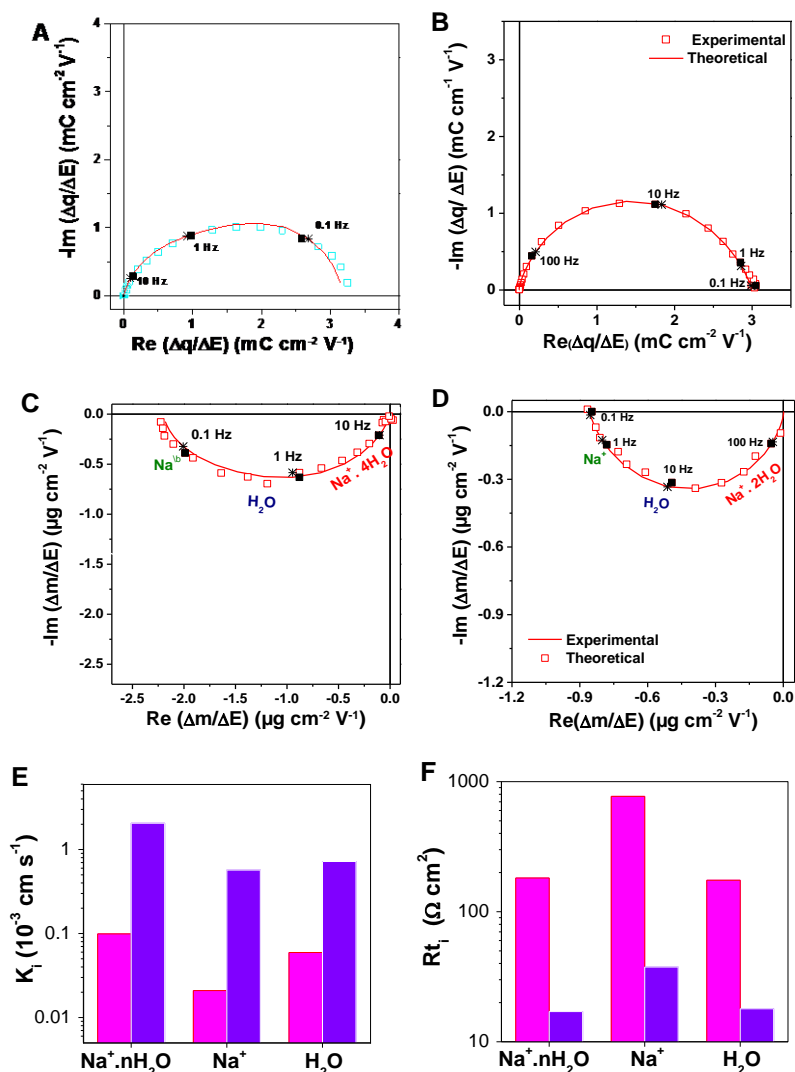 A
-Im (Δq/ΔE) (mC cm⁻² V⁻¹)
4
3
2
1
0
10 Hz
1 Hz
0.1 Hz
0 1 2 3 4
Re (Δq/ΔE) (mC cm⁻² V⁻¹)
B
-Im (Δq/ ΔE) (mC cm⁻¹ V⁻¹)
3
2
1
0
Experimental
Theoretical
100 Hz
10 Hz
1 Hz
0.1 Hz
0 1 2 3
Re(Δq/ΔE) (mC cm⁻² V⁻¹)
C
-Im (Δm/ΔE) (µg cm⁻² V⁻¹)
0.0
-0.5
-1.0
-1.5
-2.0
-2.5
0.1 Hz
1 Hz
10 Hz
H₂O
Na⁺. 4H₂O
-2.5 -2.0 -1.5 -1.0 -0.5 0.0
Re (Δm/ΔE) (µg cm⁻² V⁻¹)
D
-Im (Δm/ΔE) (µg cm⁻² V⁻¹)
0.0
-0.3
-0.6
-0.9
-1.2
0.1 Hz
1 Hz
10 Hz
100 Hz
Na⁺
H₂O
Na⁺. 2H₂O
Experimental
Theoretical
-1.2 -0.9 -0.6 -0.3 0.0
Re(Δm/ΔE) (µg cm⁻² V⁻¹)
E
Kᵢ (10⁻³ cm s⁻¹)
1
0.1
0.01
Na⁺.nH₂O Na⁺ H₂O
F
Rtᵢ (Ω cm²)
1000
100
10
Na⁺.nH₂O Na⁺ H₂O